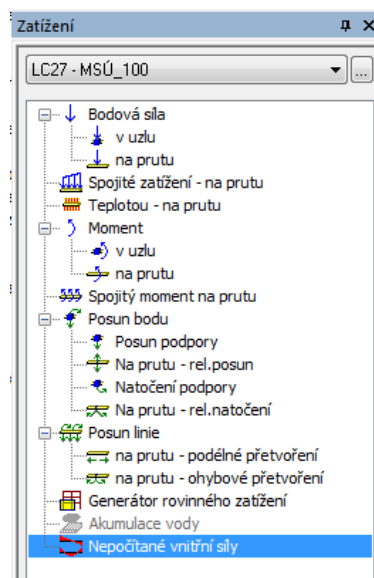 Zatížení
LC27 - MSÚ_100
...
Bodová síla
v uzlu
na prutu
Spojité zatížení - na prutu
Teplotou - na prutu
Moment
v uzlu
na prutu
Spojitý moment na prutu
Posun bodu
Posun podpory
Na prutu - rel.posun
Natočení podpory
Na prutu - rel.natočení
Posun linie
na prutu - podélné přetvoření
na prutu - ohybové přetvoření
Generátor rovinného zatížení
Akumulace vody
Nepočítané vnitřní síly